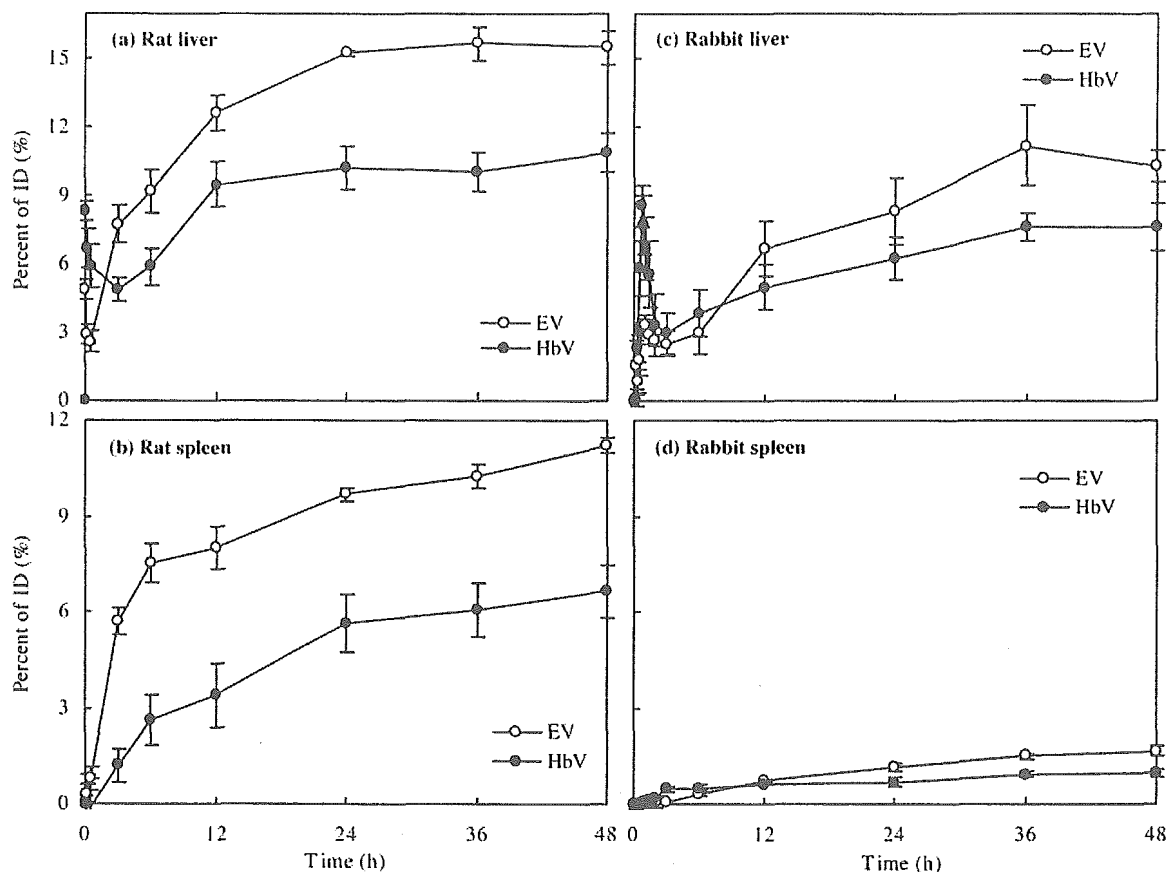 (a) Rat liver
EV
HbV
15
12
9
6
3
0
Percent of ID (%)
(c) Rabbit liver
EV
HbV
(b) Rat spleen
EV
HbV
12
9
6
3
0
Percent of ID (%)
0 12 24 36 48
Time (h)
(d) Rabbit spleen
EV
HbV
0 12 24 36 48
Time (h)